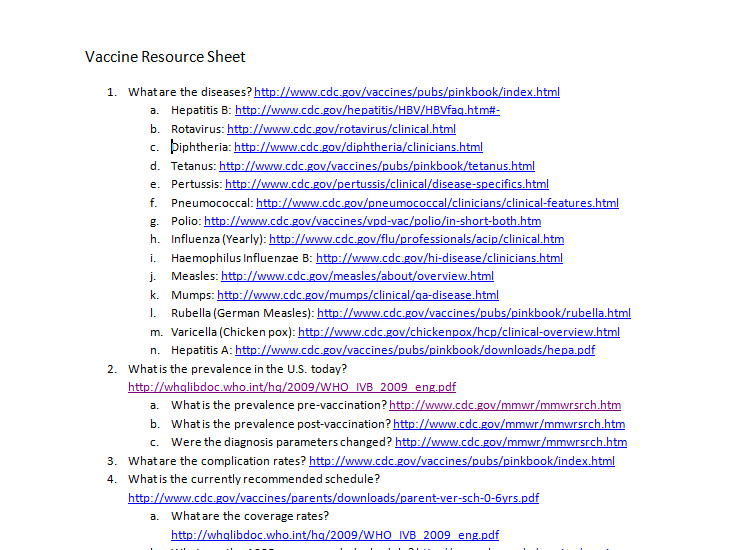 Vaccine Resource Sheet
1. What are the diseases? http://www.cdc.gov/vaccines/pubs/pinkbook/index.html
a. Hepatitis B: http://www.cdc.gov/hepatitis/HBV/HBVfaq.htm#-
b. Rotavirus: http://www.cdc.gov/rotavirus/clinical.html
c. Diphtheria: http://www.cdc.gov/diphtheria/clinicians.html
d. Tetanus: http://www.cdc.gov/vaccines/pubs/pinkbook/tetanus.html
e. Pertussis: http://www.cdc.gov/pertussis/clinical/disease-specifics.html
f. Pneumococcal: http://www.cdc.gov/pneumococcal/clinicians/clinical-features.html
g. Polio: http://www.cdc.gov/vaccines/vpd-vac/polio/in-short-both.htm
h. Influenza (Yearly): http://www.cdc.gov/flu/professionals/acip/clinical.htm
i. Haemophilus Influenzae B: http://www.cdc.gov/hi-disease/clinicians.html
j. Measles: http://www.cdc.gov/measles/about/overview.html
k. Mumps: http://www.cdc.gov/mumps/clinical/qa-disease.html
l. Rubella (German Measles): http://www.cdc.gov/vaccines/pubs/pinkbook/rubella.html
m. Varicella (Chicken pox): http://www.cdc.gov/chickenpox/hcp/clinical-overview.html
n. Hepatitis A: http://www.cdc.gov/vaccines/pubs/pinkbook/downloads/hepa.pdf
2. What is the prevalence in the U.S. today?
http://whqlibdoc.who.int/hq/2009/WHO_IVB_2009_eng.pdf
a. What is the prevalence pre-vaccination? http://www.cdc.gov/mmwr/mmwrsrch.htm
b. What is the prevalence post-vaccination? http://www.cdc.gov/mmwr/mmwrsrch.htm
c. Were the diagnosis parameters changed? http://www.cdc.gov/mmwr/mmwrsrch.htm
3. What are the complication rates? http://www.cdc.gov/vaccines/pubs/pinkbook/index.html
4. What is the currently recommended schedule?
http://www.cdc.gov/vaccines/parents/downloads/parent-ver-sch-0-6yrs.pdf
a. What are the coverage rates?
http://whqlibdoc.who.int/hq/2009/WHO_IVB_2009_eng.pdf